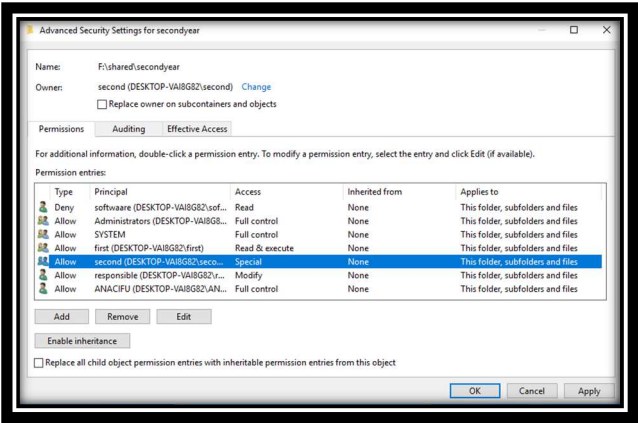 Advanced Security Settings for secondyear
Name: F:\shared\secondyear
Owner: second (DESKTOP-VAI8G82\second) Change
Replace owner on subcontainers and objects
Permissions Auditing Effective Access
For additional information, double-click a permission entry. To modify a permission entry, select the entry and click Edit (if available).
Permission entries:
Type Principal Access Inherited from Applies to
Deny softwaare (DESKTOP-VAI8G82\sof... Read None This folder, subfolders and files
Allow Administrators (DESKTOP-VAI8G8... Full control None This folder, subfolders and files
Allow SYSTEM Full control None This folder, subfolders and files
Allow first (DESKTOP-VAI8G82\first) Read & execute None This folder, subfolders and files
Allow second (DESKTOP-VAI8G82\seco... Special None This folder, subfolders and files
Allow responsible (DESKTOP-VAI8G82\r... Modify None This folder, subfolders and files
Allow ANACIFU (DESKTOP-VAI8G82\AN... Full control None This folder, subfolders and files
Add Remove Edit
Enable inheritance
Replace all child object permission entries with inheritable permission entries from this object
OK Cancel Apply